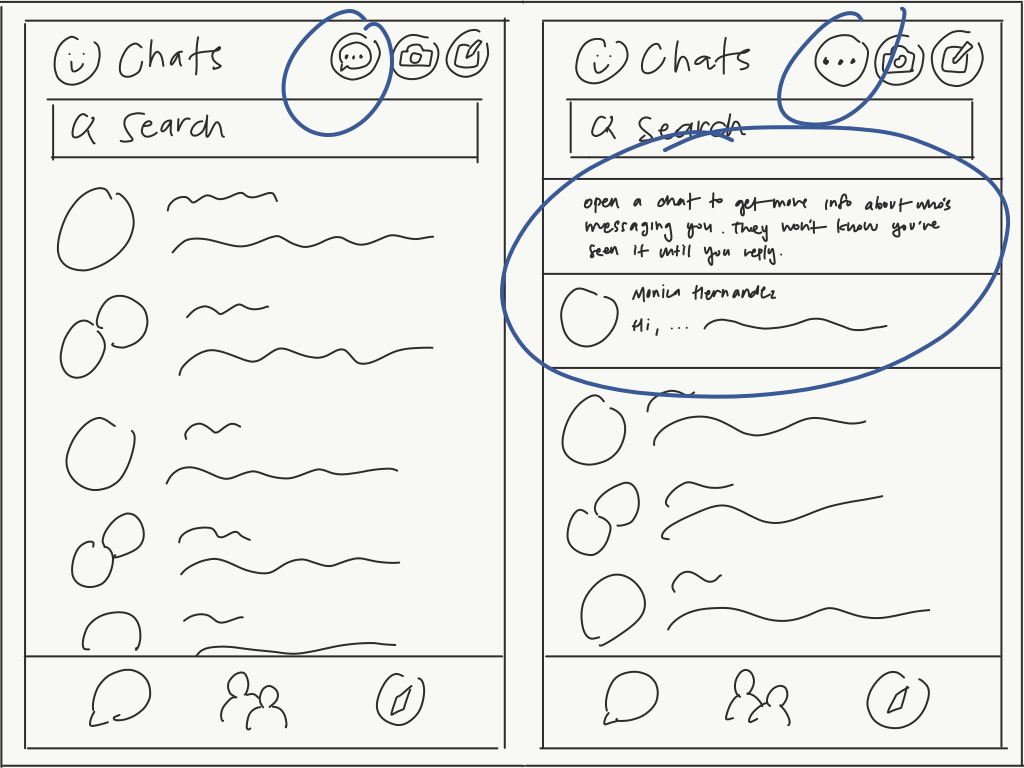 Chats
Search
Chats
Search
open a chat to get more info about who's
messaging you. They won't know you've
seen it until you reply.
Monica Hernandez
Hi, ...